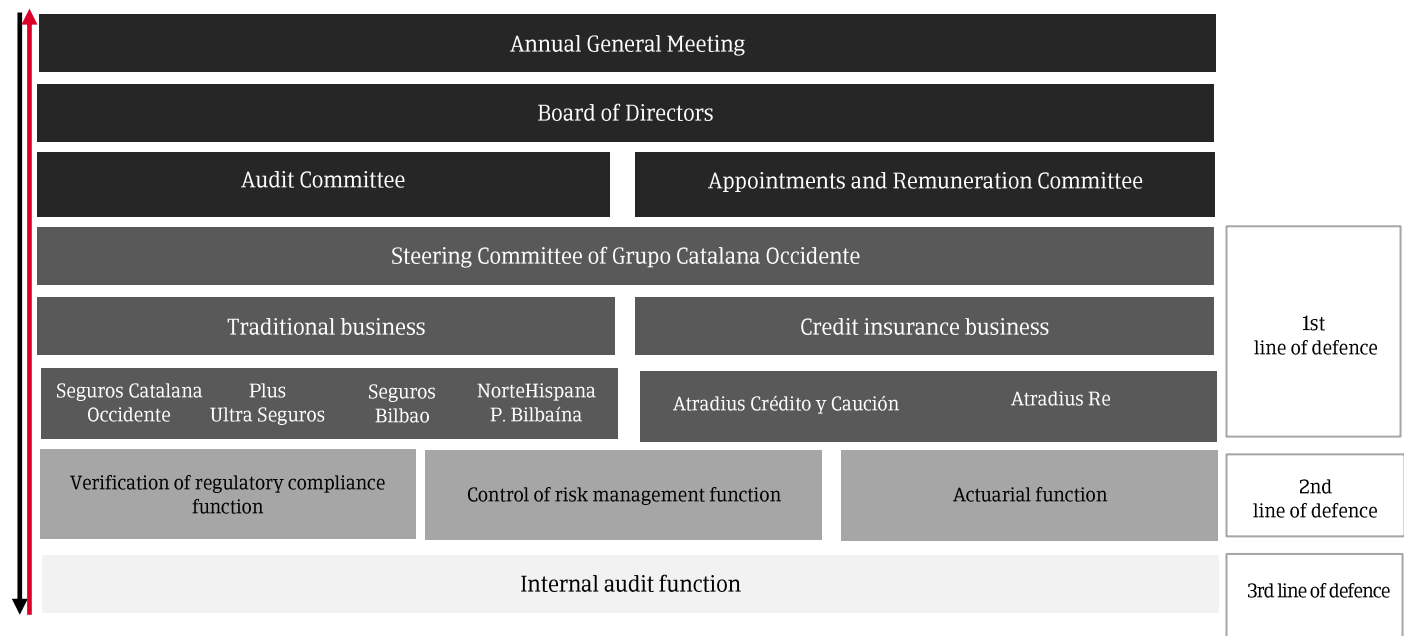 Annual General Meeting
Board of Directors
Audit Committee
Appointments and Remuneration Committee
Steering Committee of Grupo Catalana Occidente
Traditional business
Credit insurance business
1st
line of defence
Seguros Catalana
Occidente
Plus
Ultra Seguros
Seguros
Bilbao
NorteHispana
P. Bilbaína
Atradius Crédito y Caución
Atradius Re
Verification of regulatory compliance
function
Control of risk management function
Actuarial function
2nd
line of defence
Internal audit function
3rd line of defence